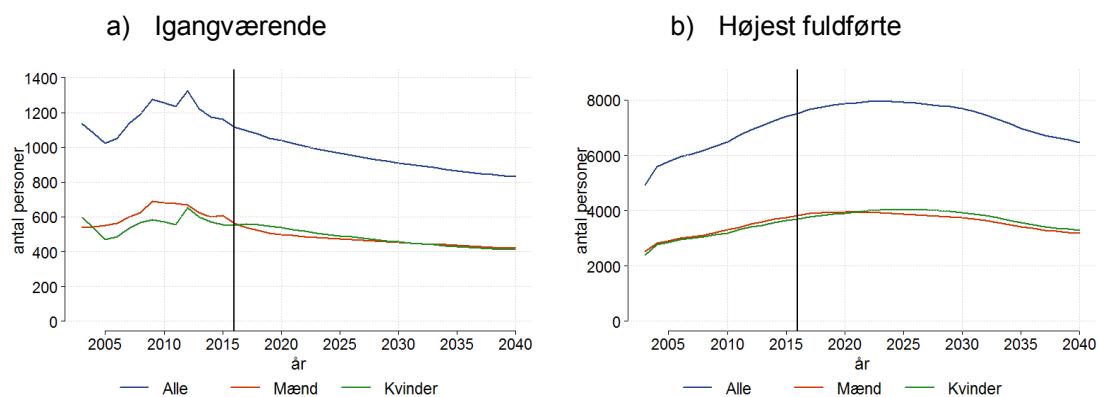 a) Igangværende
antal personer
1400
1200
1000
800
600
400
200
0
2005 2010 2015 2020 2025 2030 2035 2040
år
Alle Mænd Kvinder
b) Højest fuldførte
antal personer
8000
6000
4000
2000
0
2005 2010 2015 2020 2025 2030 2035 2040
år
Alle Mænd Kvinder